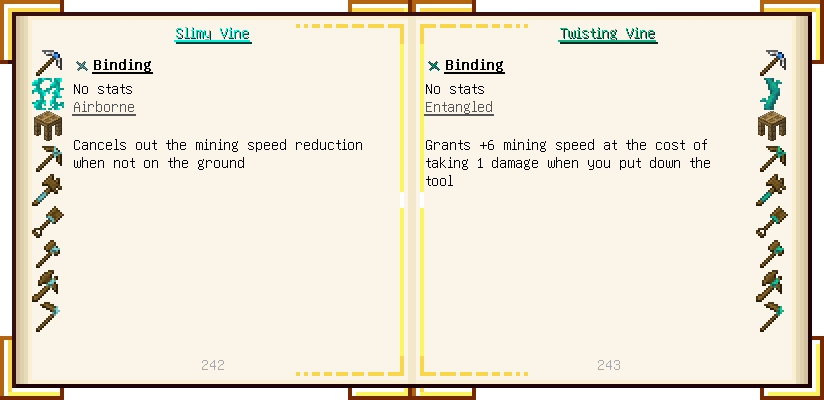 Slimy Vine
Binding
No stats
Airborne
Cancels out the mining speed reduction
when not on the ground
242
Twisting Vine
Binding
No stats
Entangled
Grants +6 mining speed at the cost of
taking 1 damage when you put down the
tool
243